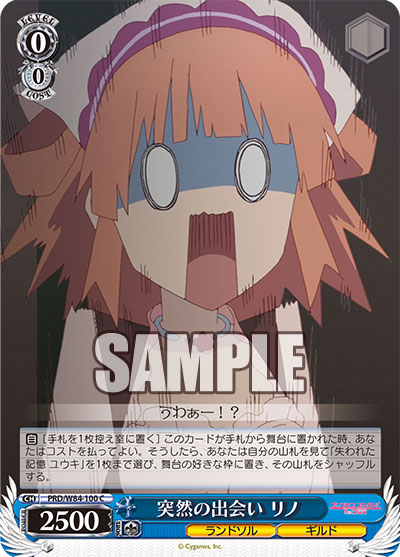 LEVEL
0
0
COST
SAMPLE
うわぁー！？
自 ［手札を1枚控え室に置く］ このカードが手札から舞台に置かれた時、あな
たはコストを払ってよい。そうしたら、あなたは自分の山札を見て「失われた
記憶 ユウキ」を1枚まで選び、舞台の好きな枠に置き、その山札をシャッフル
する。
CH PRD/W84-100 C
POWER 2500 SOUL
突然の出会い リノ
ランドソル ギルド
© Cygames, Inc.